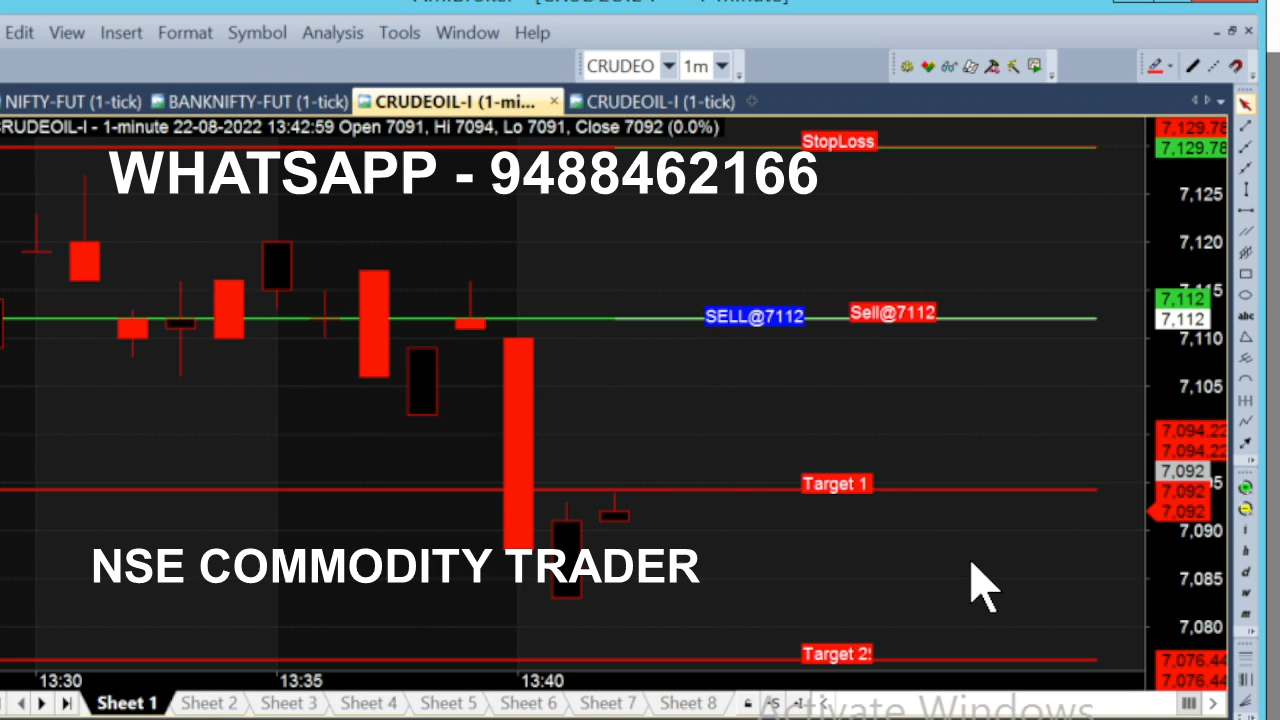 Edit View Insert Format Symbol Analysis Tools Window Help
CRUDEO 1m
NIFTY-FUT (1-tick) BANKNIFTY-FUT (1-tick) CRUDEOIL-I (1-mi... CRUDEOIL-I (1-tick)
CRUDEOIL-I - 1-minute 22-08-2022 13:42:59 Open 7091, Hi 7094, Lo 7091, Close 7092 (0.0%)
7,129.78
StopLoss
7,129.78
WHATSAPP - 9488462166
7,125
7,120
7,112
SELL@7112 Sell@7112
7,112
7,110
7,105
7,094.22
7,094.22
7,092
Target 1
7,092
7,092
7,090
NSE COMMODITY TRADER
7,085
7,080
Target 2
7,076.44
7,076.44
13:30 13:35 13:40
Sheet 1 Sheet 2 Sheet 3 Sheet 4 Sheet 5 Sheet 6 Sheet 7 Sheet 8
Activate Windows
abc
i
h
d
w
m